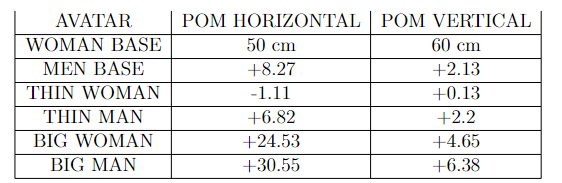 AVATAR POM HORIZONTAL POM VERTICAL
WOMAN BASE 50 cm 60 cm
MEN BASE +8.27 +2.13
THIN WOMAN -1.11 +0.13
THIN MAN +6.82 +2.2
BIG WOMAN +24.53 +4.65
BIG MAN +30.55 +6.38